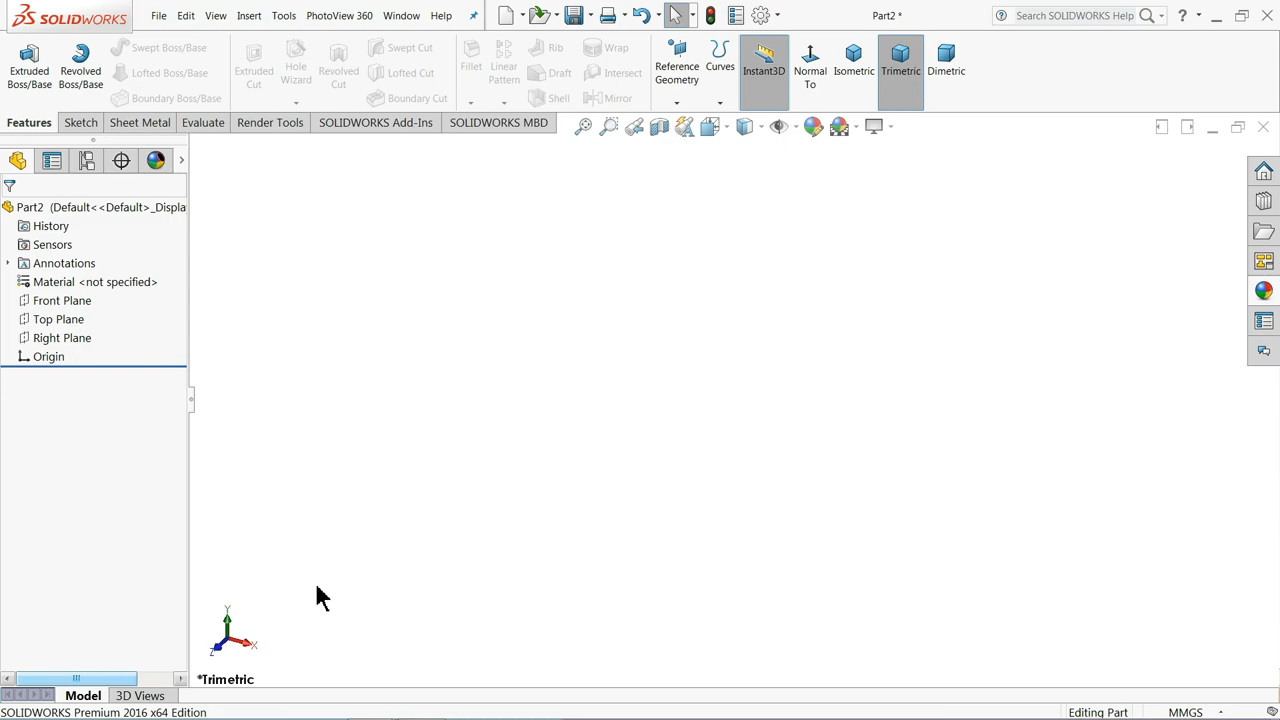 SOLIDWORKS File Edit View Insert Tools PhotoView 360 Window Help Part2 * Search SOLIDWORKS Help ?
Extruded Boss/Base
Revolved Boss/Base
Swept Boss/Base
Lofted Boss/Base
Boundary Boss/Base
Extruded Cut
Hole Wizard
Revolved Cut
Swept Cut
Lofted Cut
Boundary Cut
Fillet
Linear Pattern
Rib
Draft
Shell
Wrap
Intersect
Mirror
Reference Geometry
Curves
Instant3D
Normal To
Isometric
Trimetric
Dimetric
Features Sketch Sheet Metal Evaluate Render Tools SOLIDWORKS Add-Ins SOLIDWORKS MBD
Part2 (Default<<Default>_Displa
History
Sensors
Annotations
Material <not specified>
Front Plane
Top Plane
Right Plane
Origin
Y
X
Z
*Trimetric
Model 3D Views
SOLIDWORKS Premium 2016 x64 Edition Editing Part MMGS